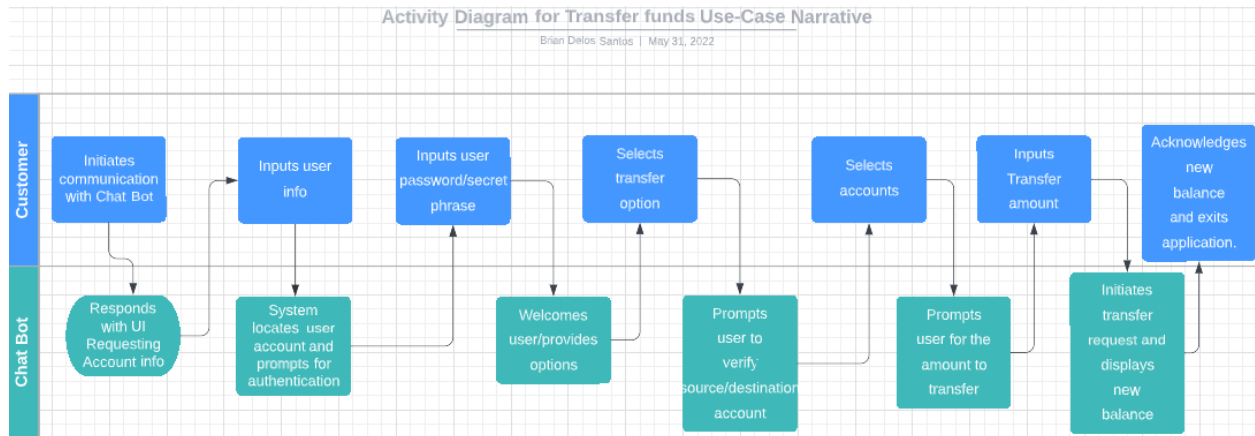 Activity Diagram for Transfer funds Use-Case Narrative
Brian Delos Santos | May 31, 2022
Customer
Initiates
communication
with Chat Bot
Inputs user
info
Inputs user
password/secret
phrase
Selects
transfer
option
Selects
accounts
Inputs
Transfer
amount
Acknowledges
new
balance
and exits
application.
Chat Bot
Responds
with UI
Requesting
Account info
System
locates user
account and
prompts for
authentication
Welcomes
user/provides
options
Prompts
user to
verify
source/destination
account
Prompts
user for the
amount to
transfer
Initiates
transfer
request and
displays
new
balance